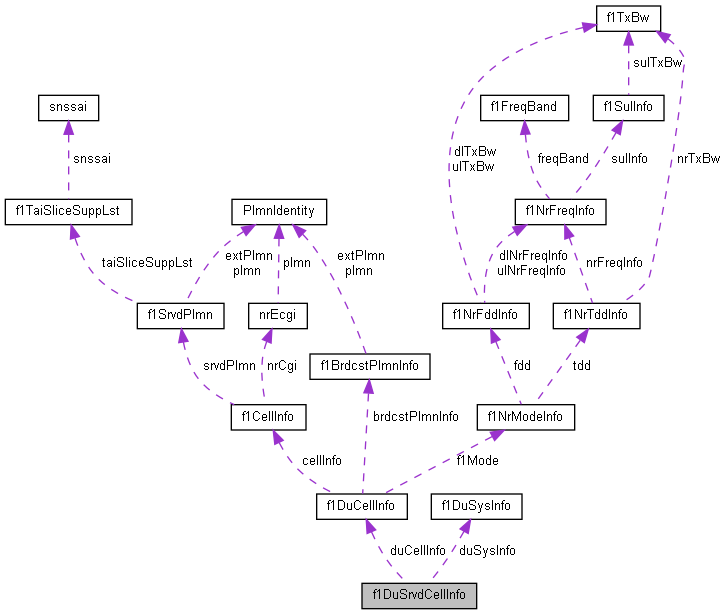 f1TxBw
sulTxBw
snssai
f1FreqBand
f1SulInfo
snssai
dlTxBw
ulTxBw
freqBand
sulInfo
nrTxBw
f1TaiSliceSuppLst
PlmnIdentity
f1NrFreqInfo
taiSliceSuppLst
extPlmn
plmn
plmn
extPlmn
plmn
dlNrFreqInfo
ulNrFreqInfo
nrFreqInfo
f1SrvdPlmn
nrEcgi
f1NrFddInfo
f1NrTddInfo
srvdPlmn
nrCgi
f1BrdcstPlmnInfo
fdd
tdd
f1CellInfo
brdcstPlmnInfo
f1NrModeInfo
cellInfo
f1Mode
f1DuCellInfo
f1DuSysInfo
duCellInfo
duSysInfo
f1DuSrvdCellInfo